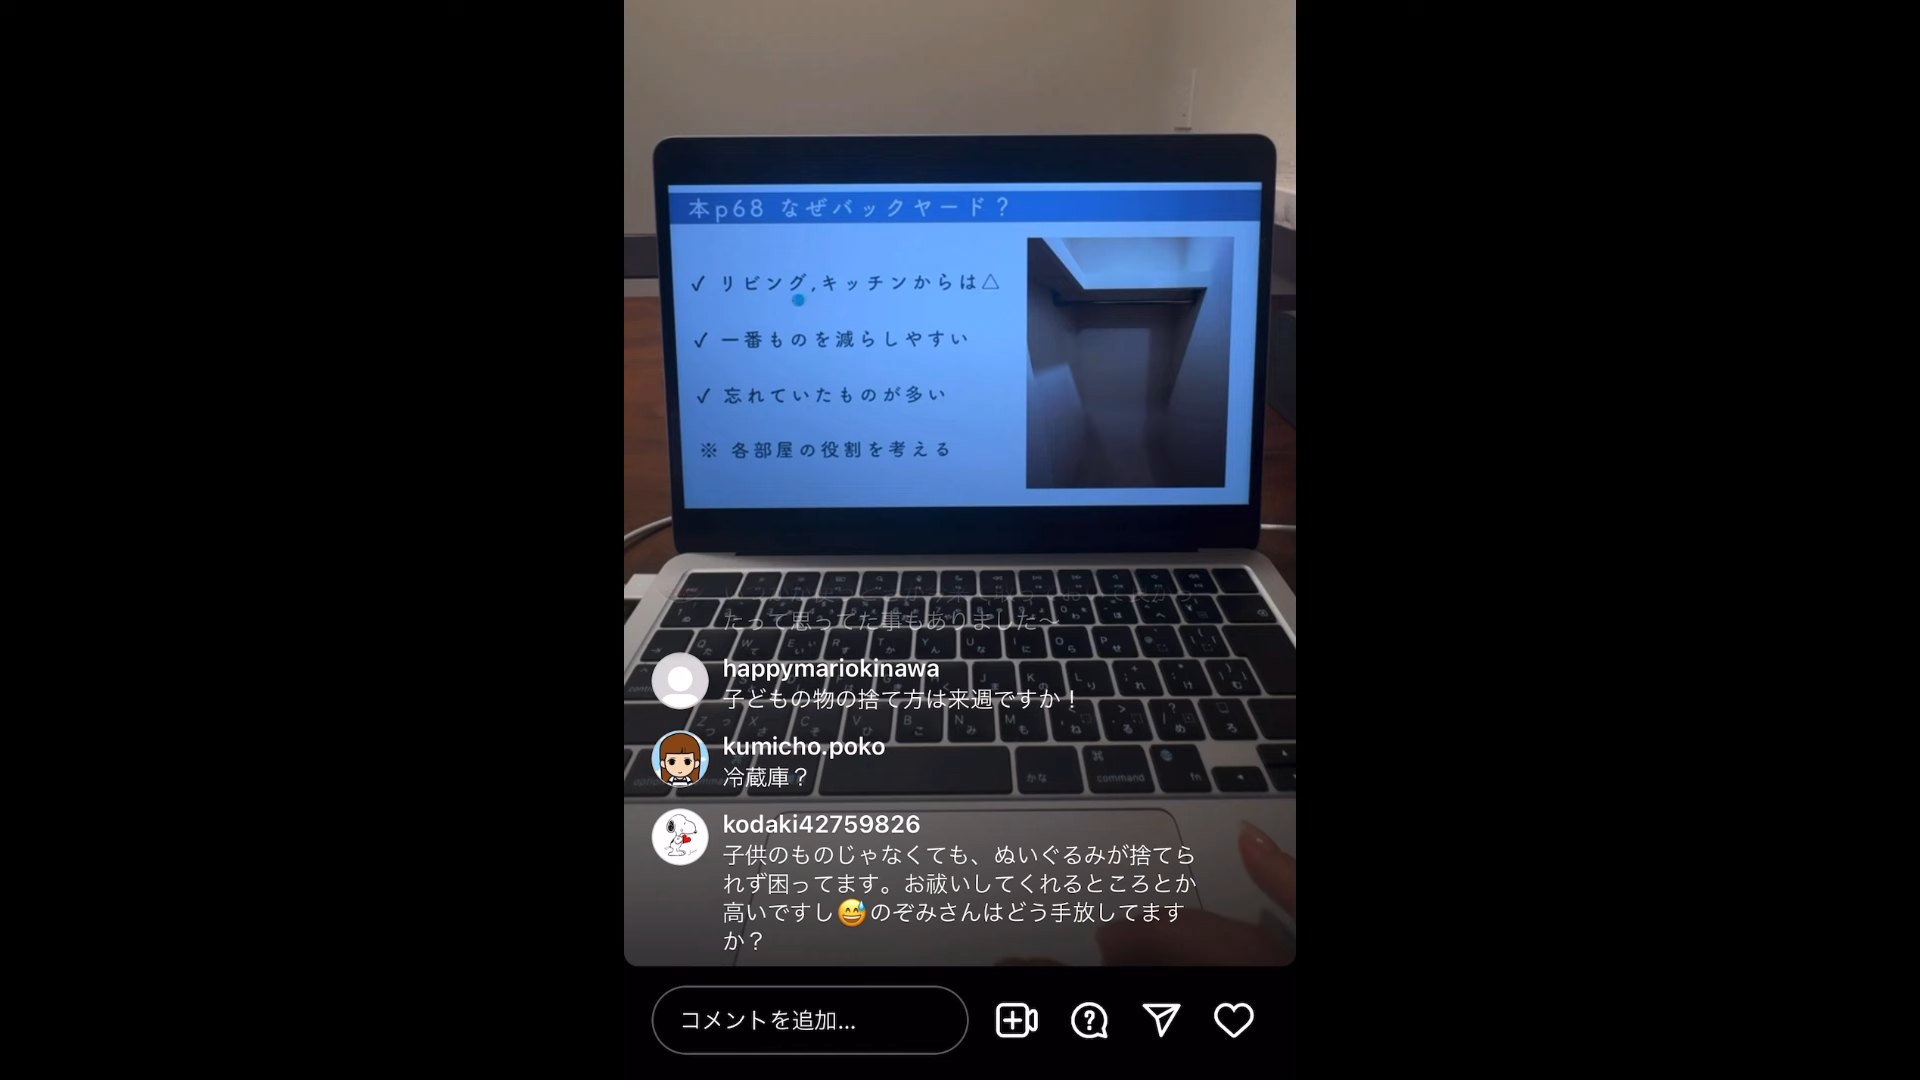 本p68 なぜバックヤード？
✓ リビング,キッチンからは△
✓ 一番ものを減らしやすい
✓ 忘れていたものが多い
※ 各部屋の役割を考える
たって思ってた事もありました〜
happymariokinawa
子どもの物の捨て方は来週ですか！
kumicho.poko
冷蔵庫？
kodaki42759826
子供のものじゃなくても、ぬいぐるみが捨てら
れず困ってます。お祓いしてくれるところとか
高いですし😅のぞみさんはどう手放してます
か？
かな
command
fn
コメントを追加...